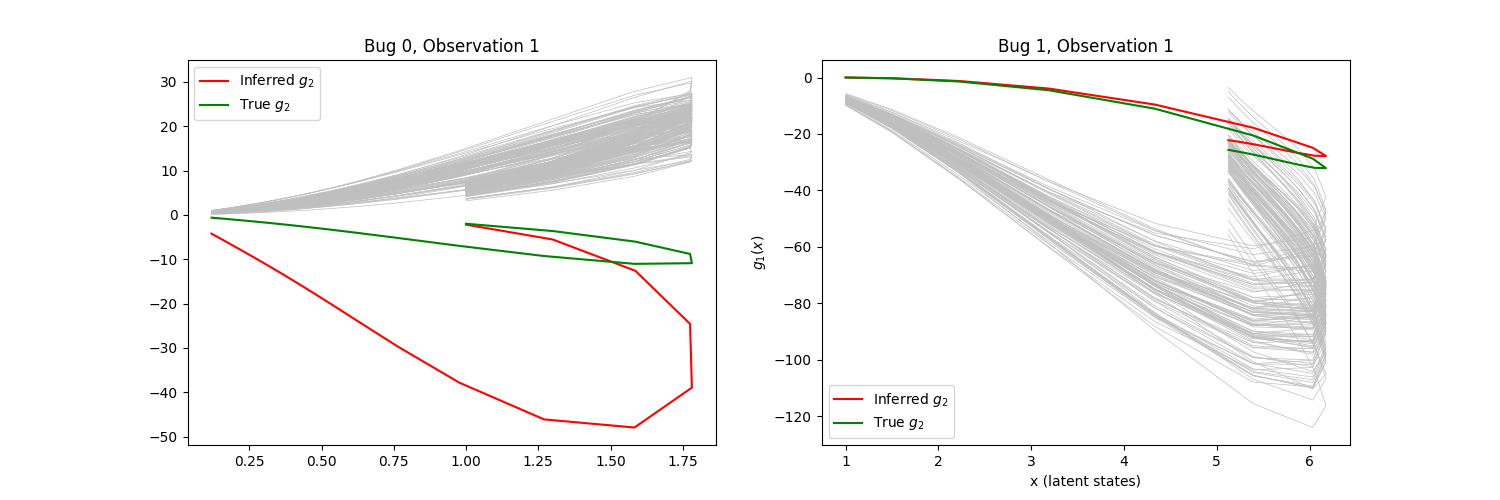 Bug 0, Observation 1
Inferred g₂
True g₂
30
20
10
0
−10
−20
−30
−40
−50
0.25 0.50 0.75 1.00 1.25 1.50 1.75
Bug 1, Observation 1
g₁(x)
0
−20
−40
−60
−80
−100
−120
Inferred g₂
True g₂
1 2 3 4 5 6
x (latent states)